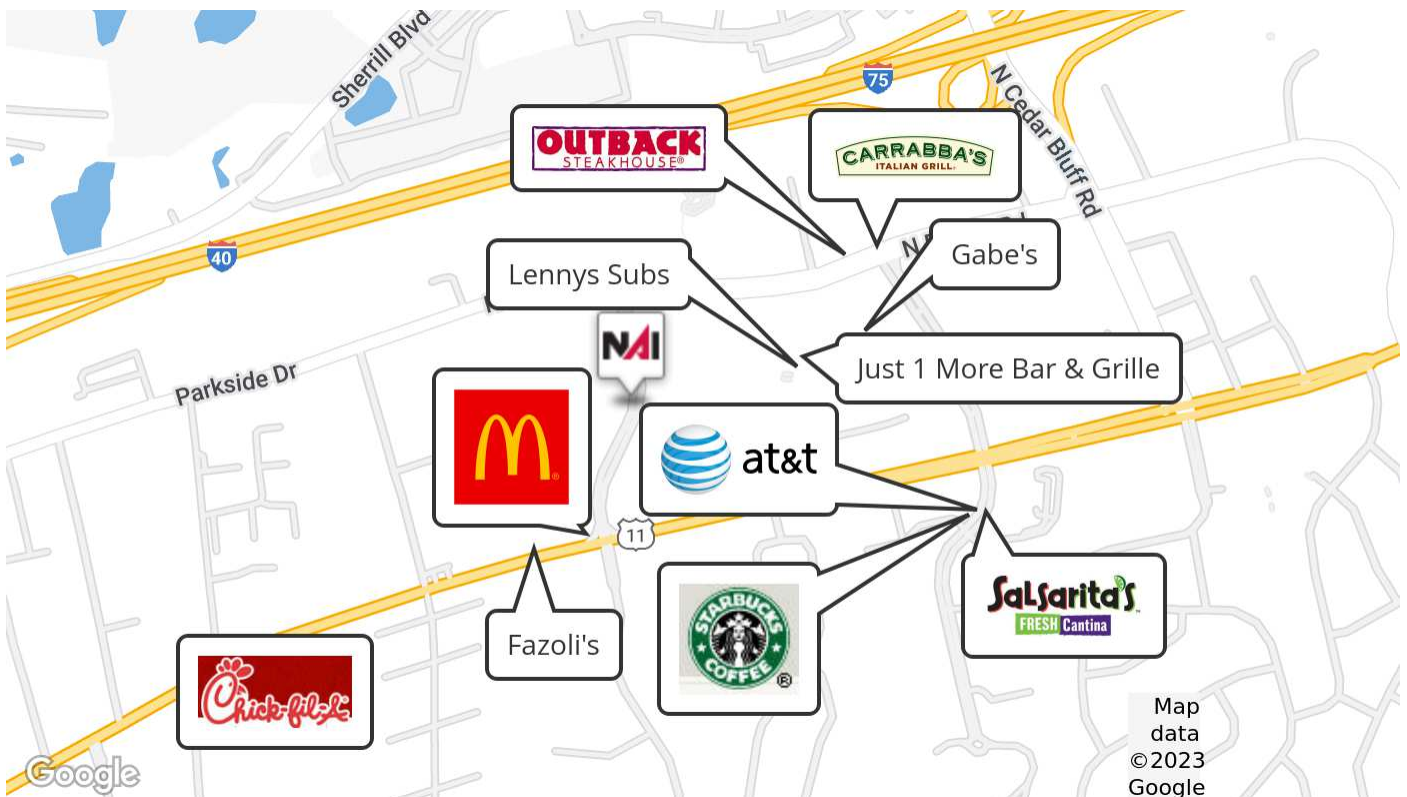 Sherrill Blvd
75
N Cedar Bluff Rd
OUTBACK
STEAKHOUSE®
CARRABBA'S
ITALIAN GRILL
40
Lennys Subs
Gabe's
NAI
Just 1 More Bar & Grille
Parkside Dr
at&t
11
STARBUCKS
COFFEE
®
Salsarita's
FRESH Cantina
Fazoli's
Chick-fil-A
Map
data
©2023
Google
Google